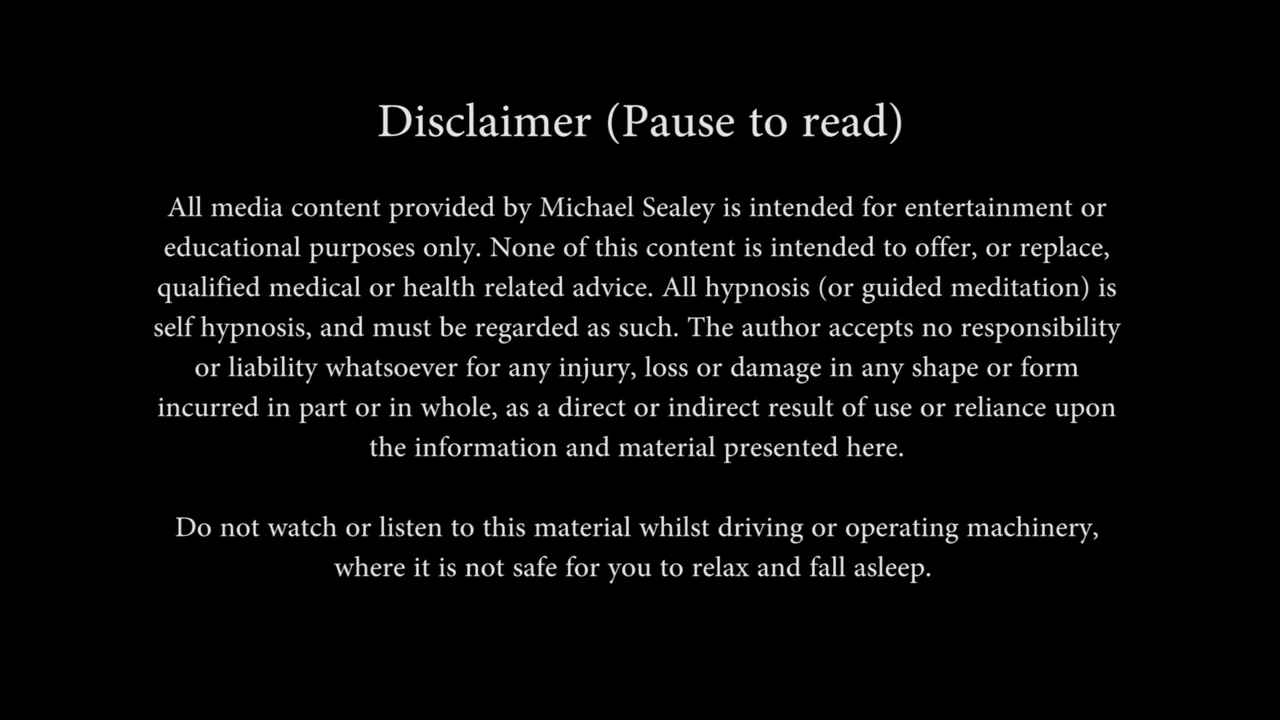 Disclaimer (Pause to read)
All media content provided by Michael Sealey is intended for entertainment or
educational purposes only. None of this content is intended to offer, or replace,
qualified medical or health related advice. All hypnosis (or guided meditation) is
self hypnosis, and must be regarded as such. The author accepts no responsibility
or liability whatsoever for any injury, loss or damage in any shape or form
incurred in part or in whole, as a direct or indirect result of use or reliance upon
the information and material presented here.
Do not watch or listen to this material whilst driving or operating machinery,
where it is not safe for you to relax and fall asleep.